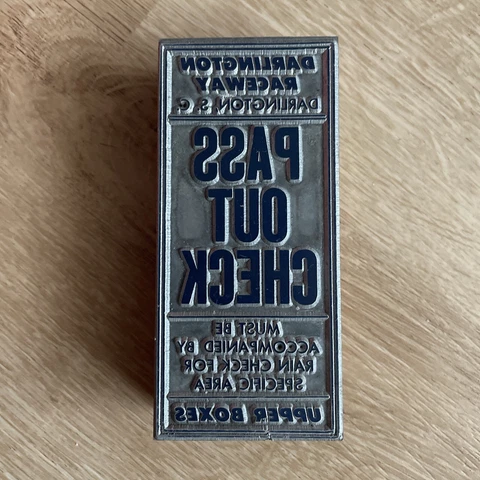 DARLINGTON
RACEWAY
DARLINGTON, S. C.
PASS
OUT
CHECK
MUST BE
ACCOMPANIED BY
RAIN CHECK FOR
SPECIFIC AREA
UPPER BOXES